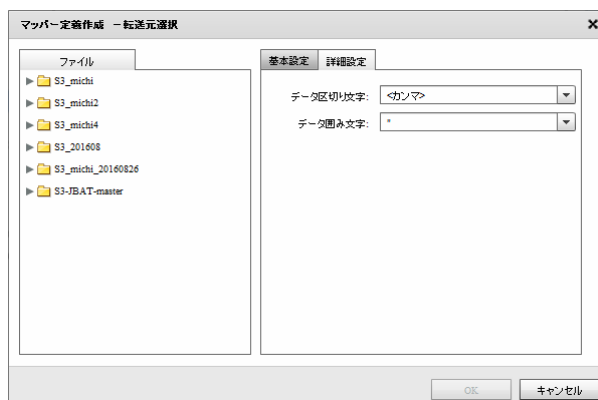 マッパー定義作成 －転送元選択
ファイル
S3_michi
S3_michi2
S3_michi4
S3_201608
S3_michi_20160826
S3-JBAT-master
基本設定 詳細設定
データ区切り文字: <カンマ>
データ囲み文字: "
OK キャンセル